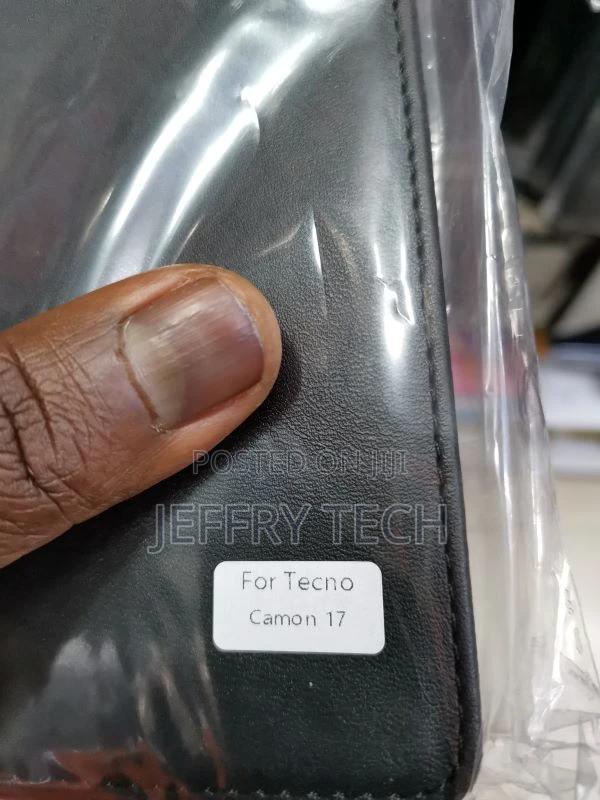 POSTED ON JIJI
JEFFRY TECH
For Tecno
Camon 17